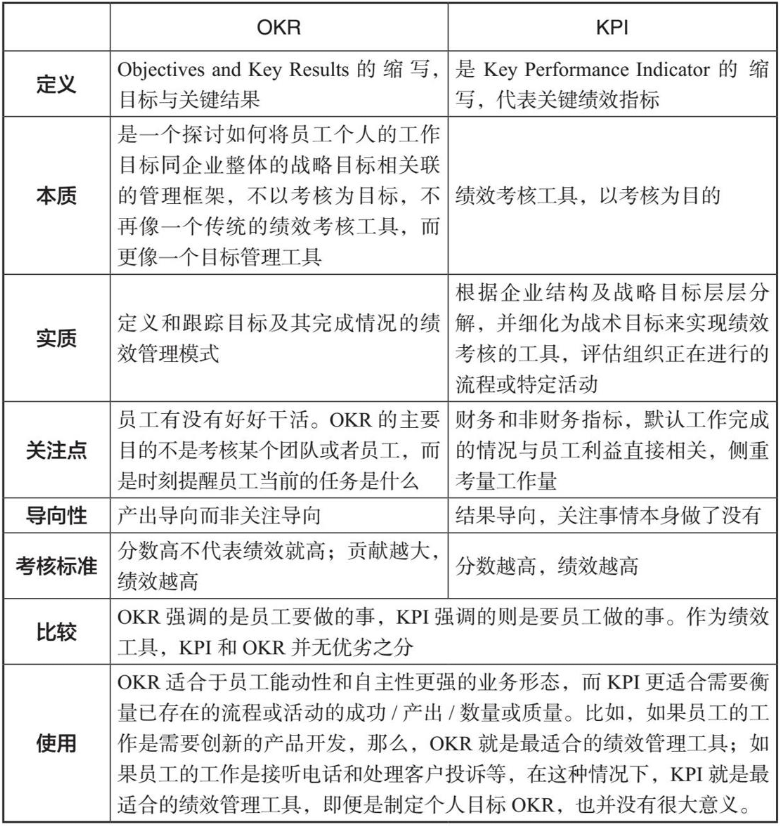 OKR KPI
定义
Objectives and Key Results 的缩写，
目标与关键结果
是 Key Performance Indicator 的缩
写，代表关键绩效指标
本质
是一个探讨如何将员工个人的工作
目标同企业整体的战略目标相关联
的管理框架，不以考核为目标，不
再像一个传统的绩效考核工具，而
更像一个目标管理工具
绩效考核工具，以考核为目的
实质
定义和跟踪目标及其完成情况的绩
效管理模式
根据企业结构及战略目标层层分
解，并细化为战术目标来实现绩效
考核的工具，评估组织正在进行的
流程或特定活动
关注点
员工有没有好好干活。OKR 的主要
目的不是考核某个团队或者员工，而
是时刻提醒员工当前的任务是什么
财务和非财务指标，默认工作完成
的情况与员工利益直接相关，侧重
考量工作量
导向性
产出导向而非关注导向
结果导向，关注事情本身做了没有
考核标准
分数高不代表绩效就高；贡献越大，
绩效越高
分数越高，绩效越高
比较
OKR 强调的是员工要做的事，KPI 强调的则是要员工做的事。作为绩效
工具，KPI 和 OKR 并无优劣之分
使用
OKR 适合于员工能动性和自主性更强的业务形态，而 KPI 更适合需要衡
量已存在的流程或活动的成功 / 产出 / 数量或质量。比如，如果员工的工
作是需要创新的产品开发，那么，OKR 就是最适合的绩效管理工具；如
果员工的工作是接听电话和处理客户投诉等，在这种情况下，KPI 就是最
适合的绩效管理工具，即便是制定个人目标 OKR，也并没有很大意义。